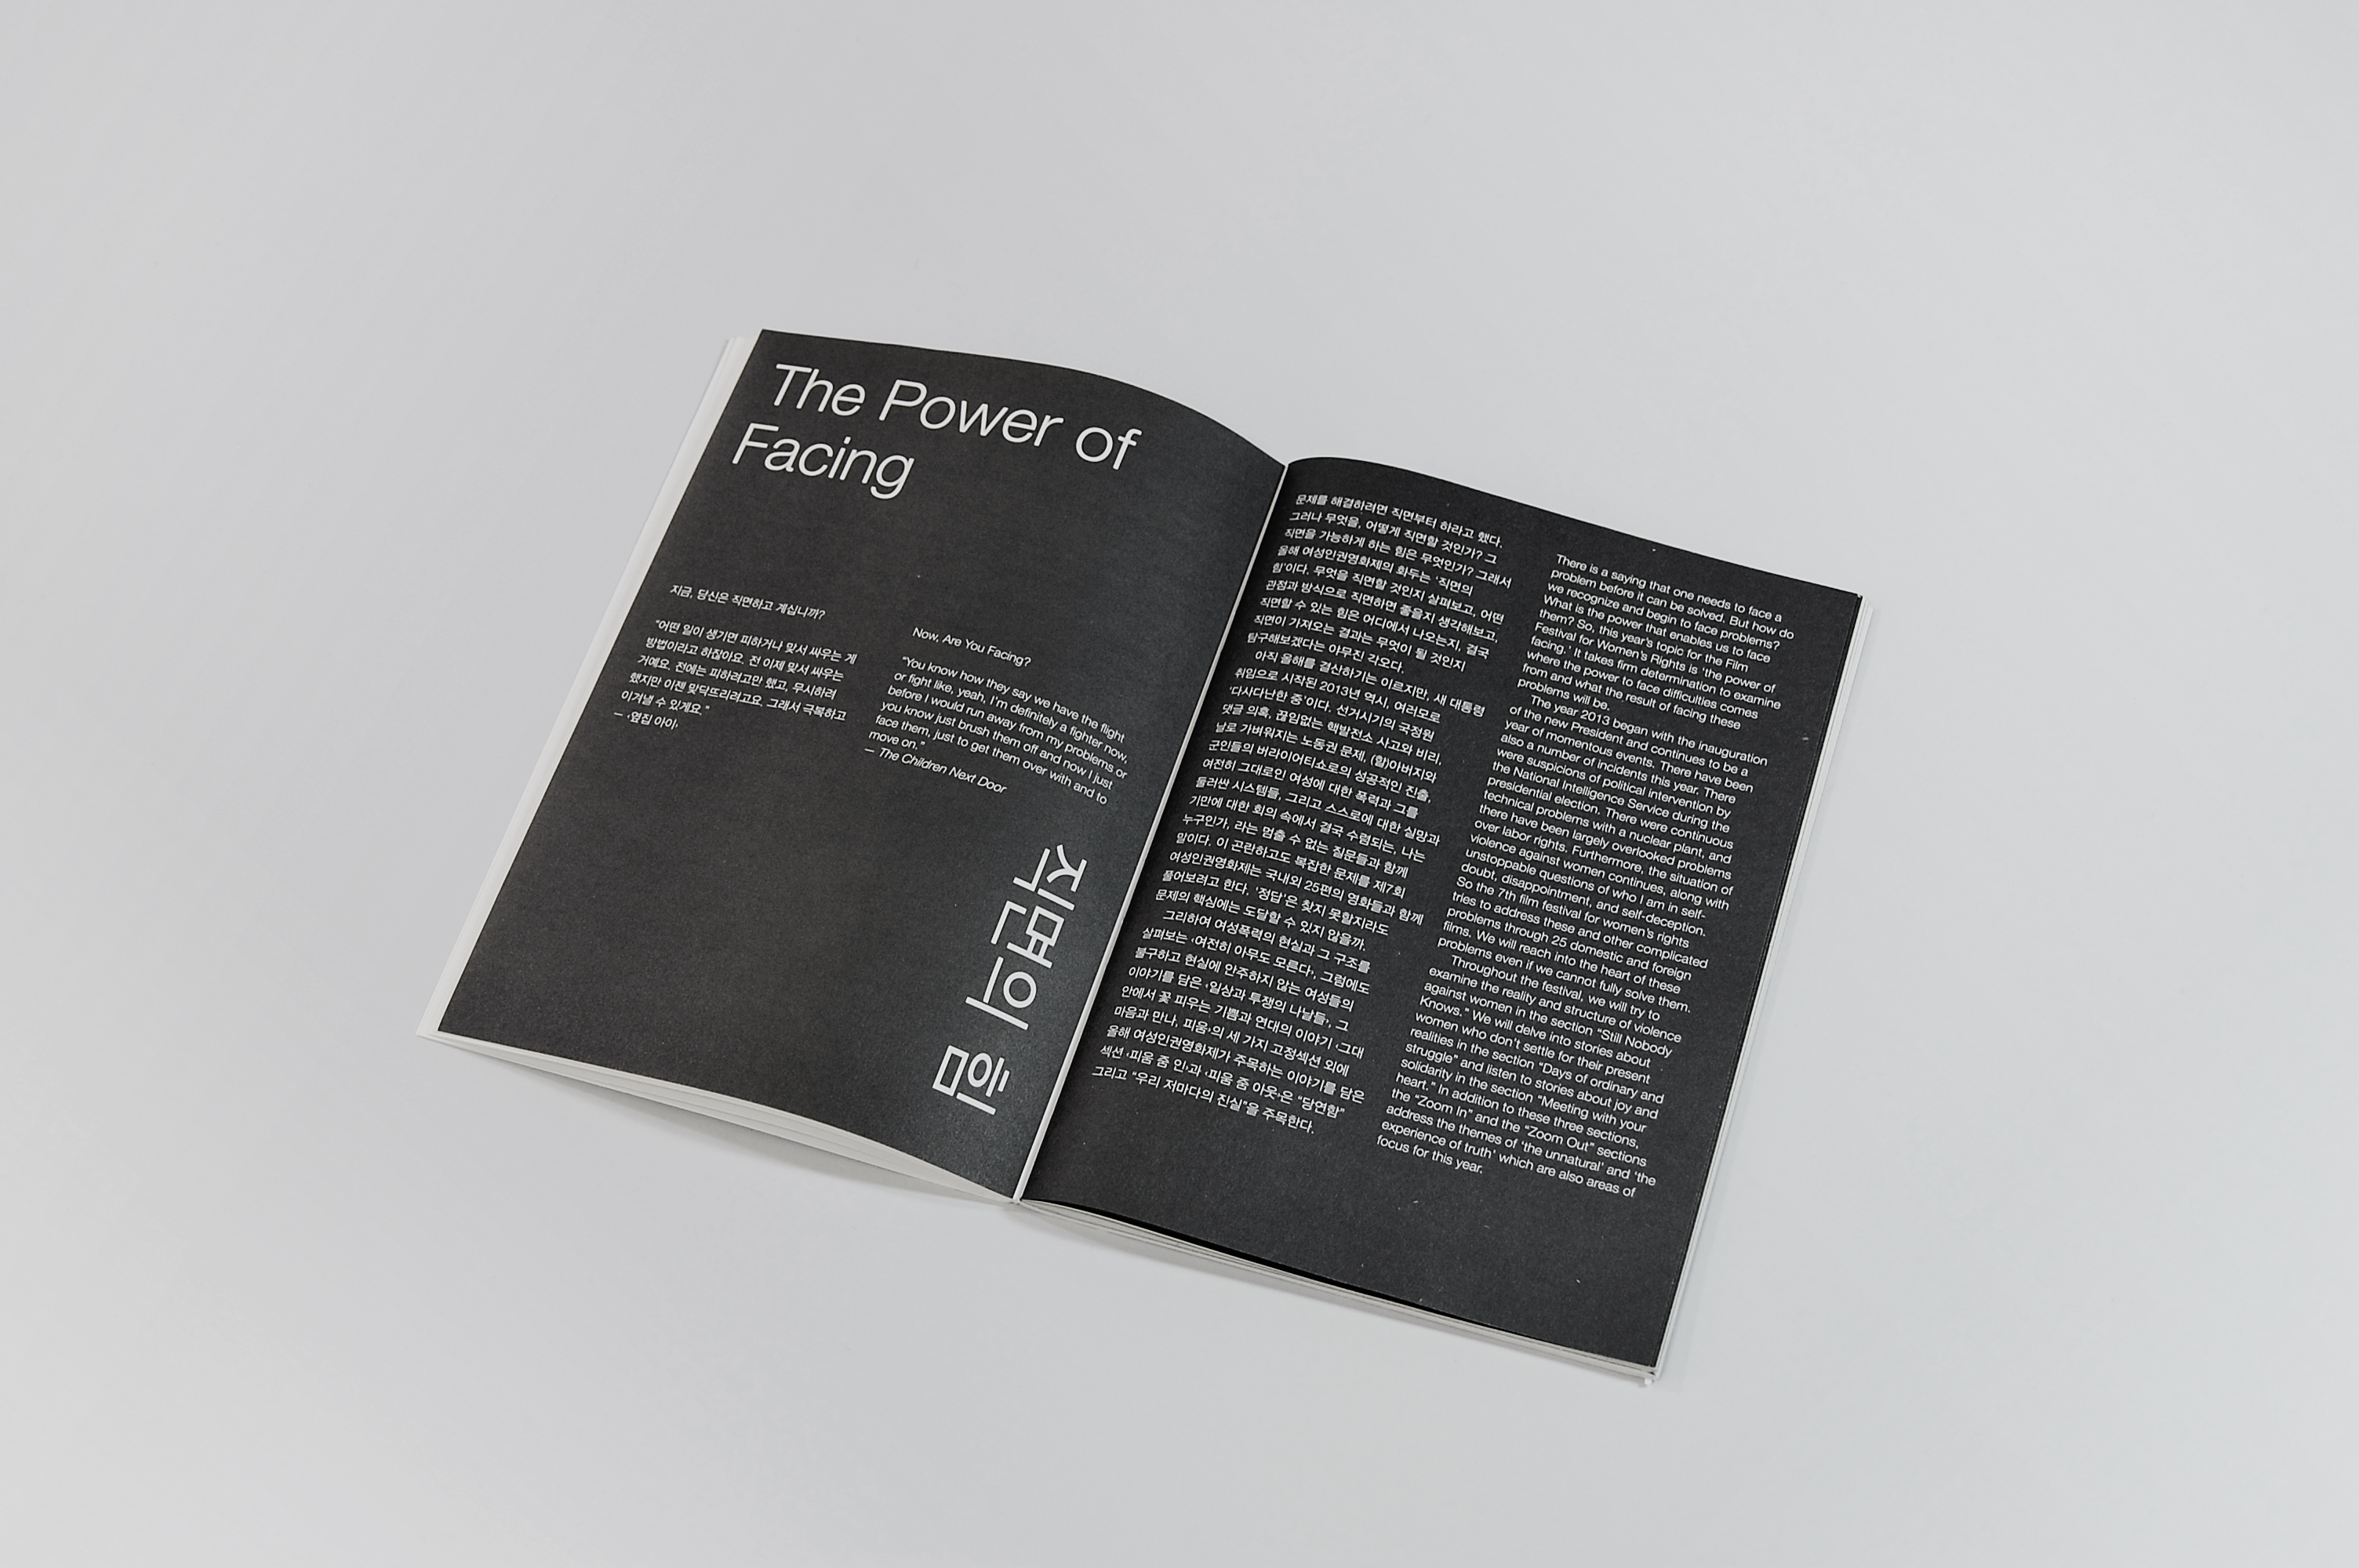 The Power of
Facing
지금, 당신은 직면하고 계십니까?
“어떤 일이 생기면 피하거나 맞서 싸우는 게
방법이라고 하잖아요. 전 이제 맞서 싸우는
거예요. 전에는 피하려고만 했고, 무시하려
했지만 이젠 맞닥뜨리려고요. 그래서 극복하고
이겨낼 수 있게요.”
— ‹옆집 아이›
Now, Are You Facing?
“You know how they say we have the flight
or fight like, yeah, I’m definitely a fighter now,
before I would run away from my problems or
you know just brush them off and now I just
face them, just to get them over with and to
move on.”
— The Children Next Door
직면의 힘
문제를 해결하려면 직면부터 하라고 했다.
그러나 무엇을, 어떻게 직면할 것인가? 그
직면을 가능하게 하는 힘은 무엇인가? 그래서
올해 여성인권영화제의 화두는 ‘직면의
힘’이다. 무엇을 직면할 것인지 살펴보고, 어떤
관점과 방식으로 직면하면 좋을지 생각해보고,
직면할 수 있는 힘은 어디에서 나오는지, 결국
직면이 가져오는 결과는 무엇이 될 것인지
탐구해보겠다는 야무진 각오다.
아직 올해를 결산하기는 이르지만, 새 대통령
취임으로 시작된 2013년 역시, 여러모로
‘다사다난한 중’이다. 선거시기의 국정원
댓글 의혹, 끊임없는 핵발전소 사고와 비리,
날로 가벼워지는 노동권 문제, (할)아버지와
군인들의 버라이어티쇼로의 성공적인 진출,
여전히 그대로인 여성에 대한 폭력과 그를
둘러싼 시스템들, 그리고 스스로에 대한 실망과
기만에 대한 회의 속에서 결국 수렴되는, 나는
누구인가, 라는 멈출 수 없는 질문들과 함께
말이다. 이 곤란하고도 복잡한 문제를 제7회
여성인권영화제는 국내외 25편의 영화들과 함께
풀어보려고 한다. ‘정답’은 찾지 못할지라도
문제의 핵심에는 도달할 수 있지 않을까.
그리하여 여성폭력의 현실과 그 구조를
살펴보는 ‹여전히 아무도 모른다›, 그럼에도
불구하고 현실에 안주하지 않는 여성들의
이야기를 담은 ‹일상과 투쟁의 나날들›, 그
안에서 꽃 피우는 기쁨과 연대의 이야기 ‹그대
마음과 만나, 피움›의 세 가지 고정섹션 외에
올해 여성인권영화제가 주목하는 이야기를 담은
섹션 ‹피움 줌 인›과 ‹피움 줌 아웃›은 “당연함”
그리고 “우리 저마다의 진실”을 주목한다.
There is a saying that one needs to face a
problem before it can be solved. But how do
we recognize and begin to face problems?
What is the power that enables us to face
them? So, this year’s topic for the Film
Festival for Women’s Rights is ‘the power of
facing.’ It takes firm determination to examine
where the power to face difficulties comes
from and what the result of facing these
problems will be.
The year 2013 began with the inauguration
of the new President and continues to be a
year of momentous events. There have been
also a number of incidents this year. There
were suspicions of political intervention by
the National Intelligence Service during the
presidential election. There were continuous
technical problems with a nuclear plant, and
there have been largely overlooked problems
over labor rights. Furthermore, the situation of
violence against women continues, along with
unstoppable questions of who I am in self-
doubt, disappointment, and self-deception.
So the 7th film festival for women’s rights
tries to address these and other complicated
problems through 25 domestic and foreign
films. We will reach into the heart of these
problems even if we cannot fully solve them.
Throughout the festival, we will try to
examine the reality and structure of violence
against women in the section “Still Nobody
Knows.” We will delve into stories about
women who don’t settle for their present
realities in the section “Days of ordinary and
struggle” and listen to stories about joy and
solidarity in the section “Meeting with your
heart.” In addition to these three sections,
the “Zoom In” and the “Zoom Out” sections
address the themes of ‘the unnatural’ and ‘the
experience of truth’ which are also areas of
focus for this year.